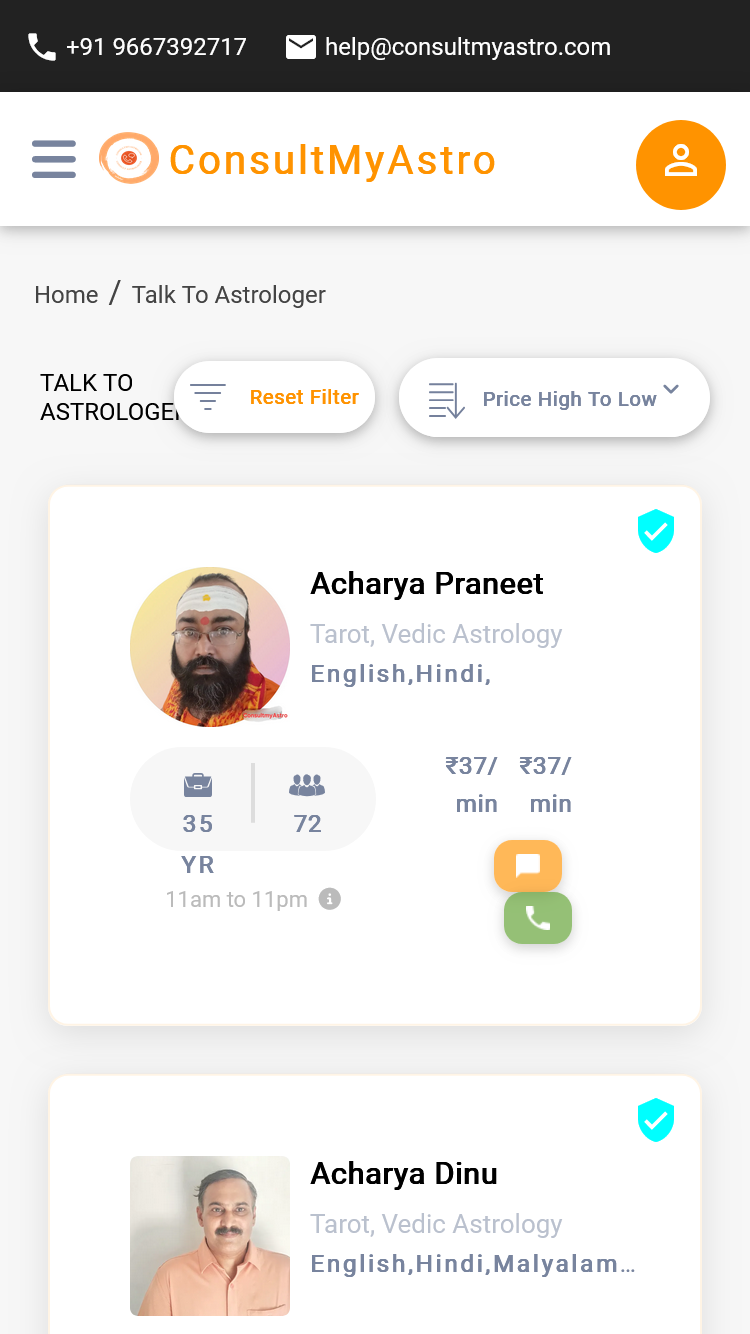 +91 9667392717 help@consultmyastro.com
ConsultMyAstro
Home / Talk To Astrologer
TALK TO
ASTROLOGE
Reset Filter
Price High To Low
Acharya Praneet
Tarot, Vedic Astrology
English,Hindi,
ConsultmyAstro
35
YR
72
₹37/
min
₹37/
min
11am to 11pm
Acharya Dinu
Tarot, Vedic Astrology
English,Hindi,Malyalam…